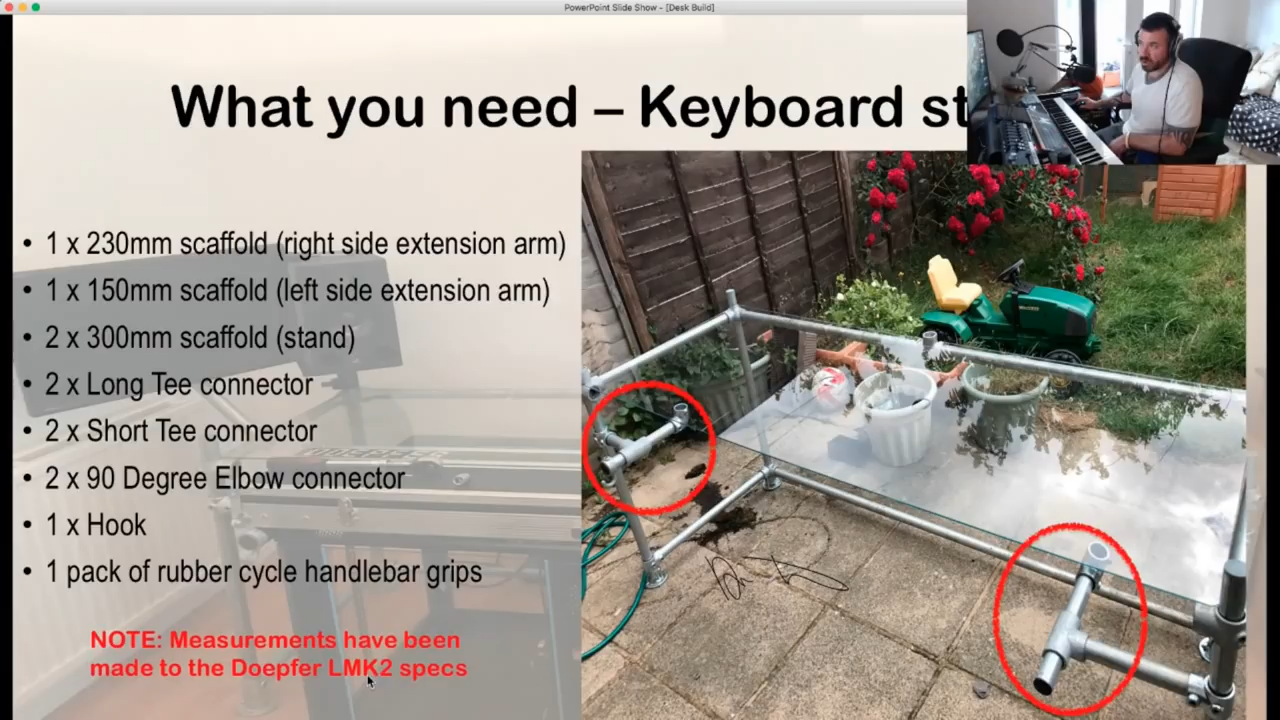 PowerPoint Slide Show - [Desk Build]
What you need – Keyboard st
• 1 x 230mm scaffold (right side extension arm)
• 1 x 150mm scaffold (left side extension arm)
• 2 x 300mm scaffold (stand)
• 2 x Long Tee connector
• 2 x Short Tee connector
• 2 x 90 Degree Elbow connector
• 1 x Hook
• 1 pack of rubber cycle handlebar grips
NOTE: Measurements have been
made to the Doepfer LMK2 specs